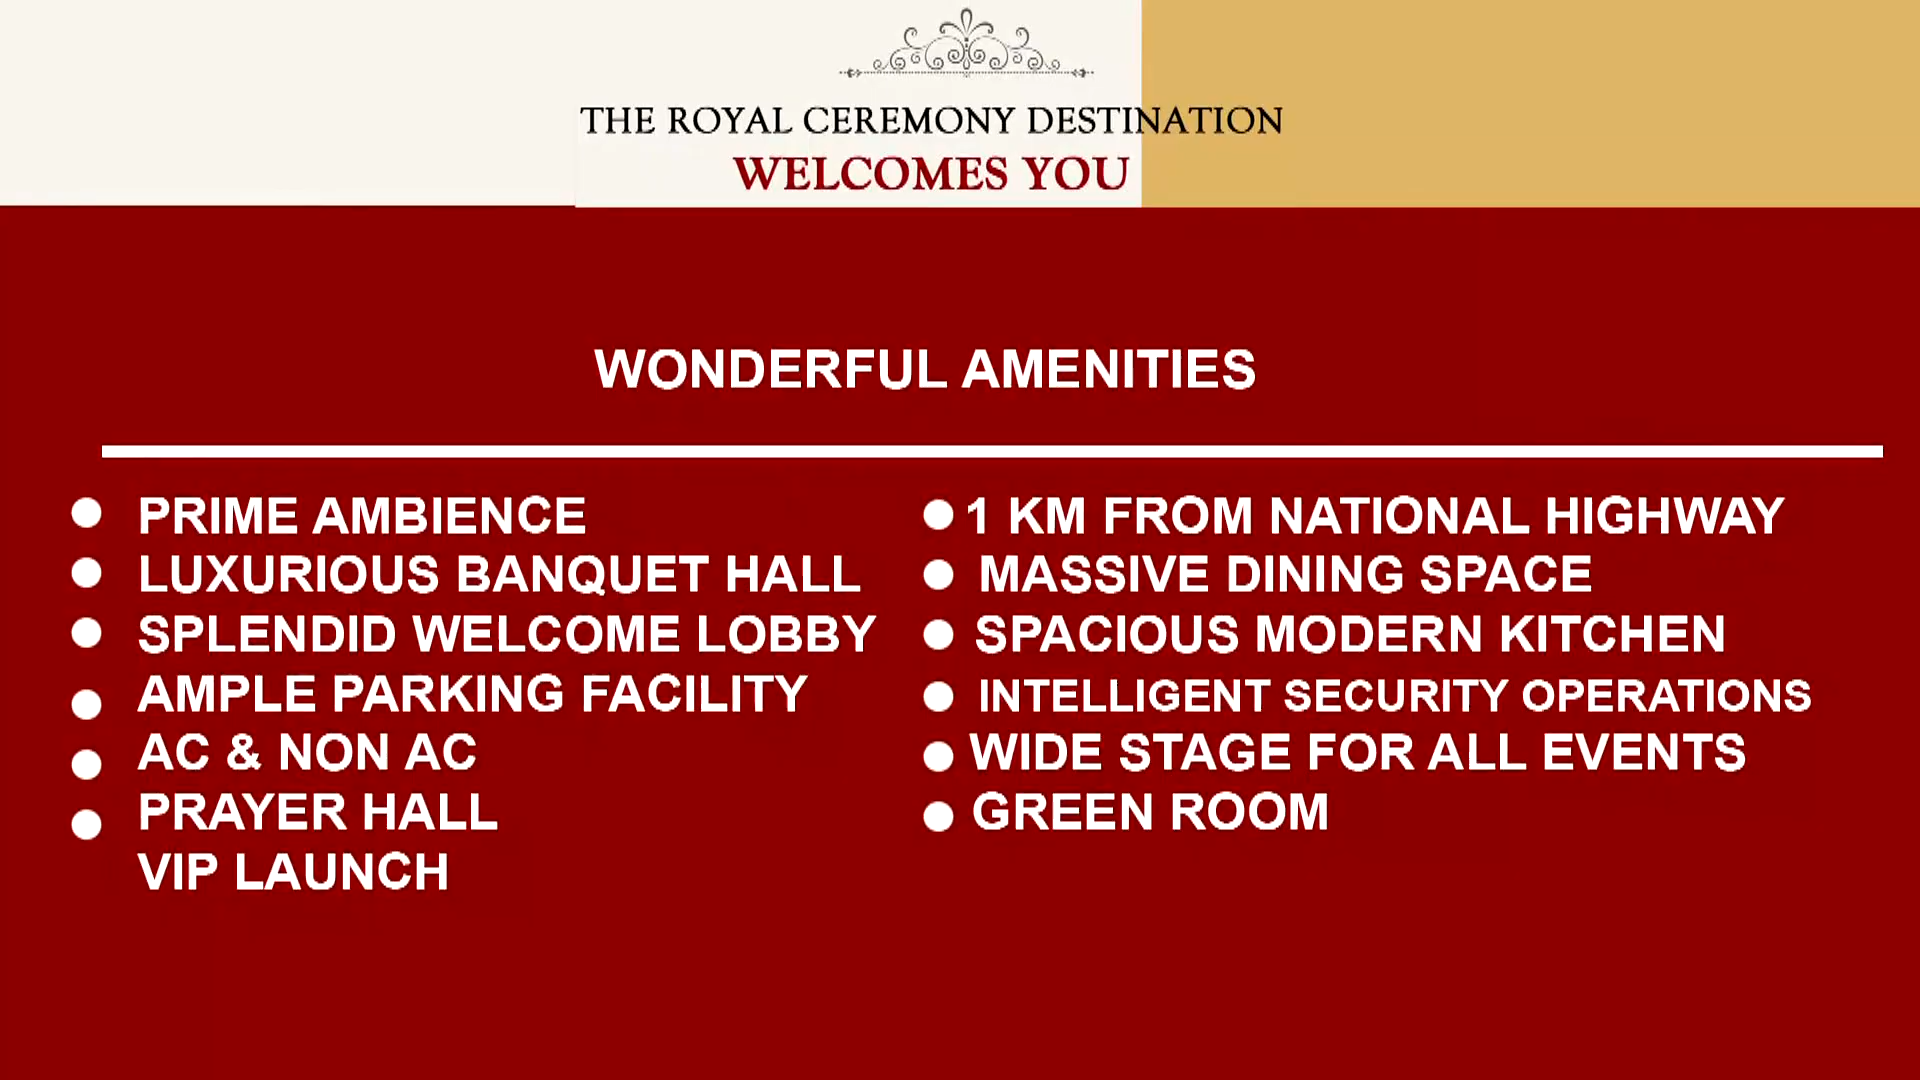 THE ROYAL CEREMONY DESTINATION
WELCOMES YOU
WONDERFUL AMENITIES
PRIME AMBIENCE
LUXURIOUS BANQUET HALL
SPLENDID WELCOME LOBBY
AMPLE PARKING FACILITY
AC & NON AC
PRAYER HALL
VIP LAUNCH
1 KM FROM NATIONAL HIGHWAY
MASSIVE DINING SPACE
SPACIOUS MODERN KITCHEN
INTELLIGENT SECURITY OPERATIONS
WIDE STAGE FOR ALL EVENTS
GREEN ROOM